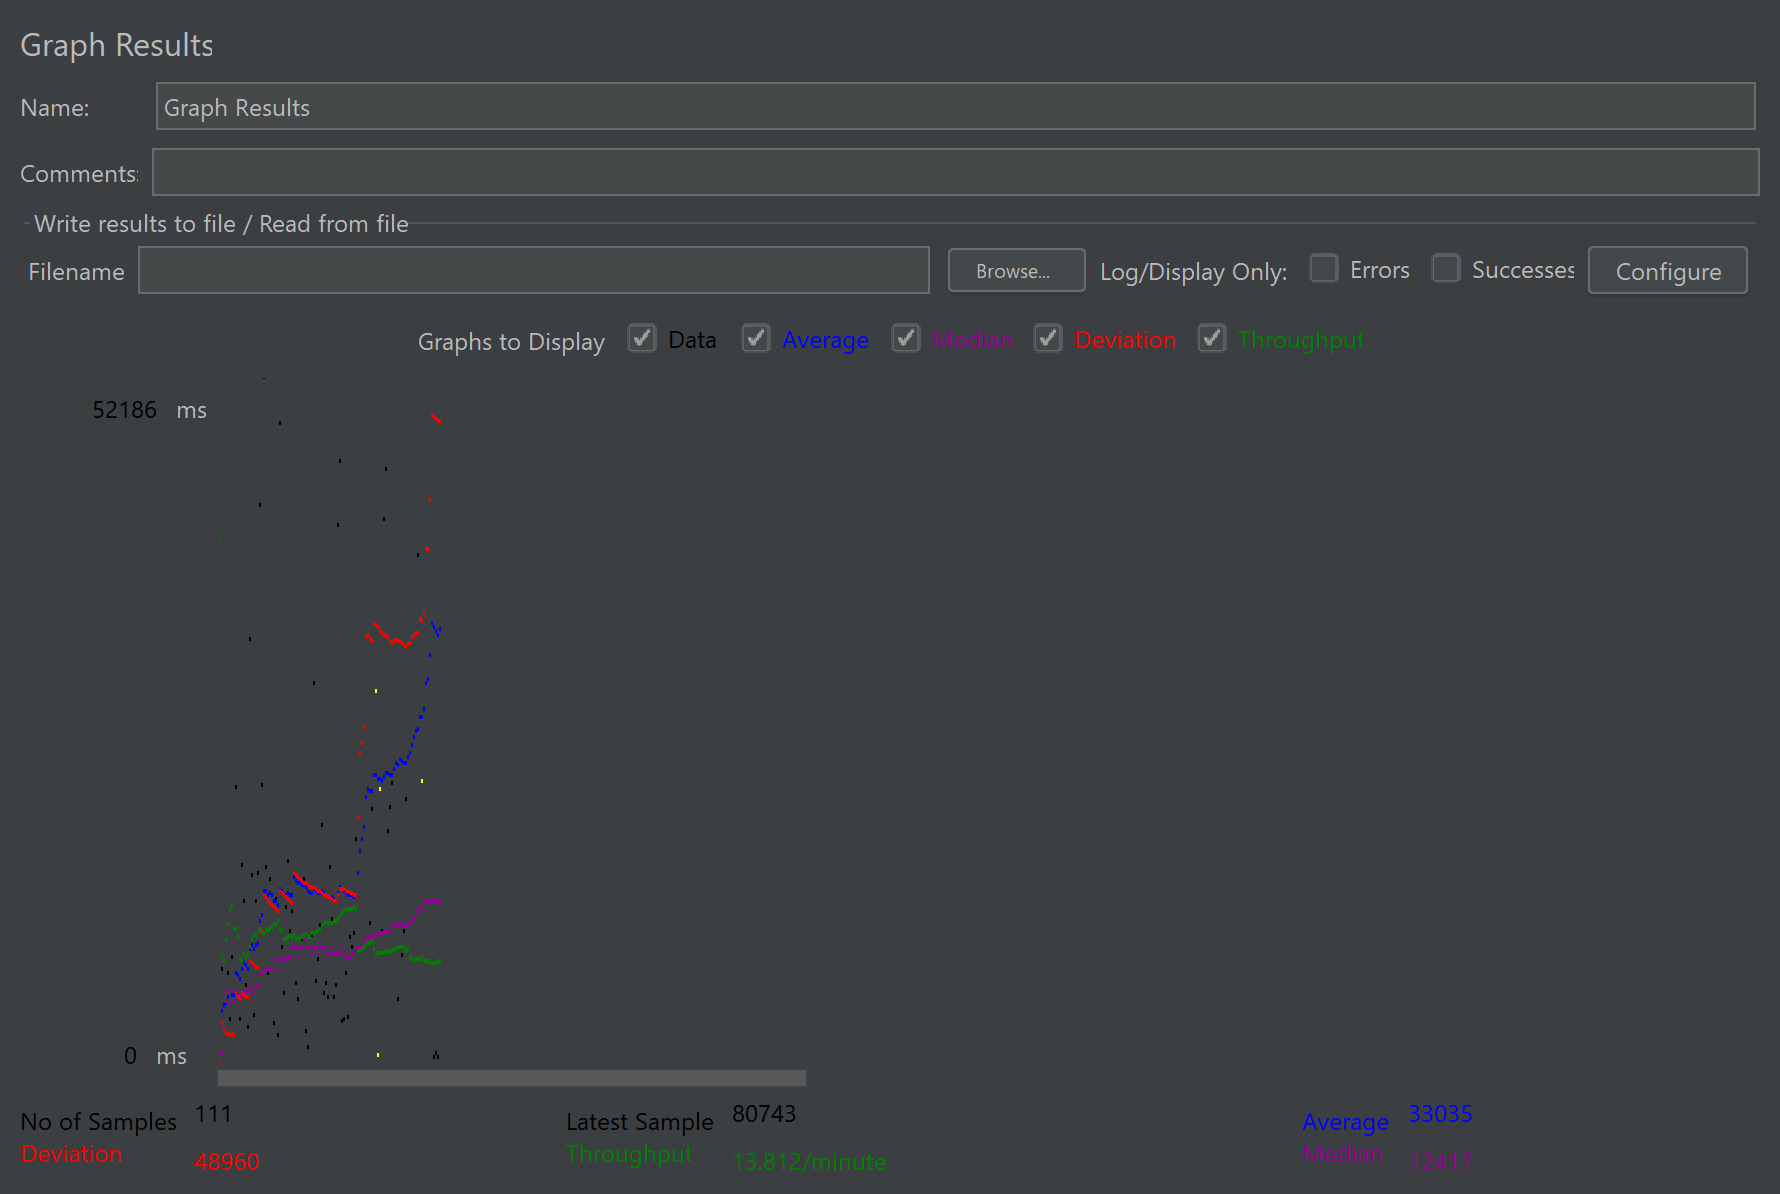 Graph Results
Name: Graph Results
Comments:
Write results to file / Read from file
Filename Browse... Log/Display Only: Errors Successes Configure
Graphs to Display Data Average Median Deviation Throughput
52186 ms
0 ms
No of Samples 111 Latest Sample 80743 Average 33035
Deviation 48960 Throughput 13.812/minute Median 12417